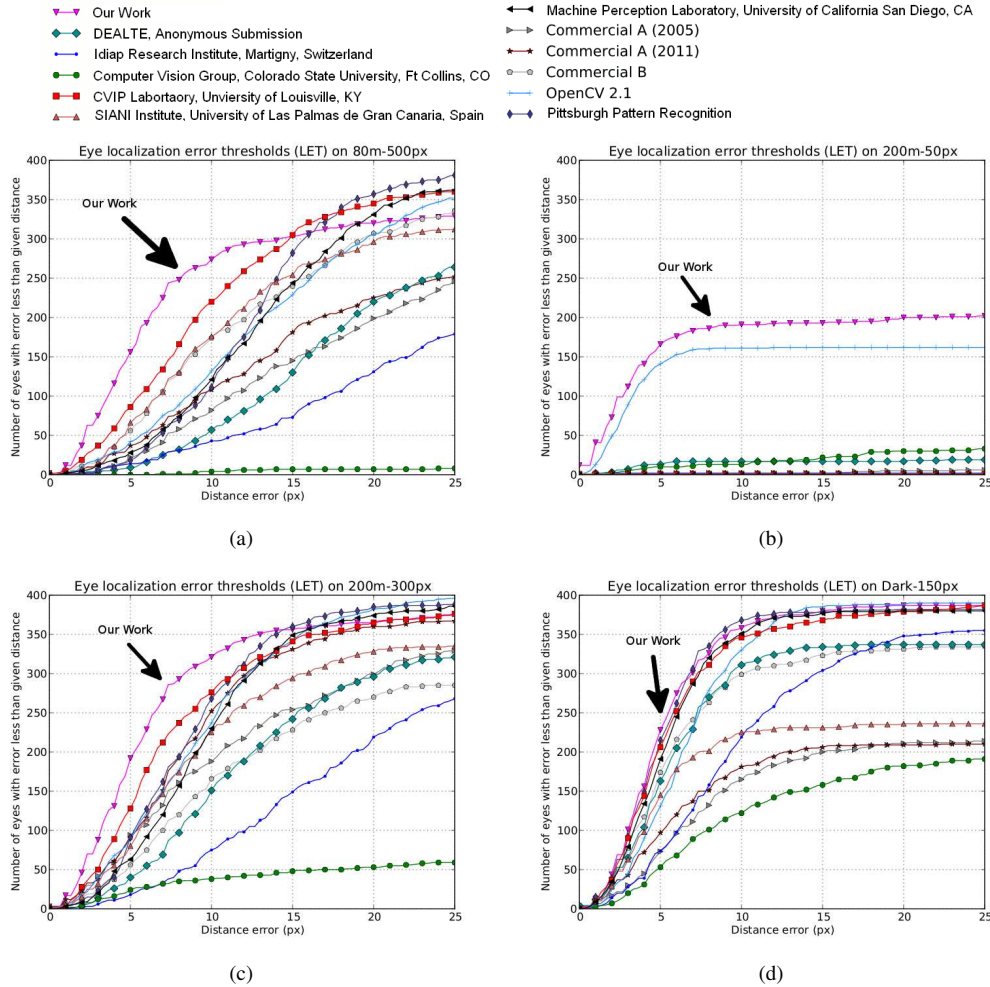 Our Work
DEALTE, Anonymous Submission
Idiap Research Institute, Martigny, Switzerland
Computer Vision Group, Colorado State University, Ft Collins, CO
CVIP Labortaory, Unviersity of Louisville, KY
SIANI Institute, University of Las Palmas de Gran Canaria, Spain
Machine Perception Laboratory, University of California San Diego, CA
Commercial A (2005)
Commercial A (2011)
Commercial B
OpenCV 2.1
Pittsburgh Pattern Recognition
Eye localization error thresholds (LET) on 80m-500px
Number of eyes with error less than given distance
400
350
300
250
200
150
100
50
0
Our Work
0 5 10 15 20 25
Distance error (px)
(a)
Eye localization error thresholds (LET) on 200m-50px
Number of eyes with error less than given distance
400
350
300
250
200
150
100
50
0
Our Work
0 5 10 15 20 25
Distance error (px)
(b)
Eye localization error thresholds (LET) on 200m-300px
Number of eyes with error less than given distance
400
350
300
250
200
150
100
50
0
Our Work
0 5 10 15 20 25
Distance error (px)
(c)
Eye localization error thresholds (LET) on Dark-150px
Number of eyes with error less than given distance
400
350
300
250
200
150
100
50
0
Our Work
0 5 10 15 20 25
Distance error (px)
(d)